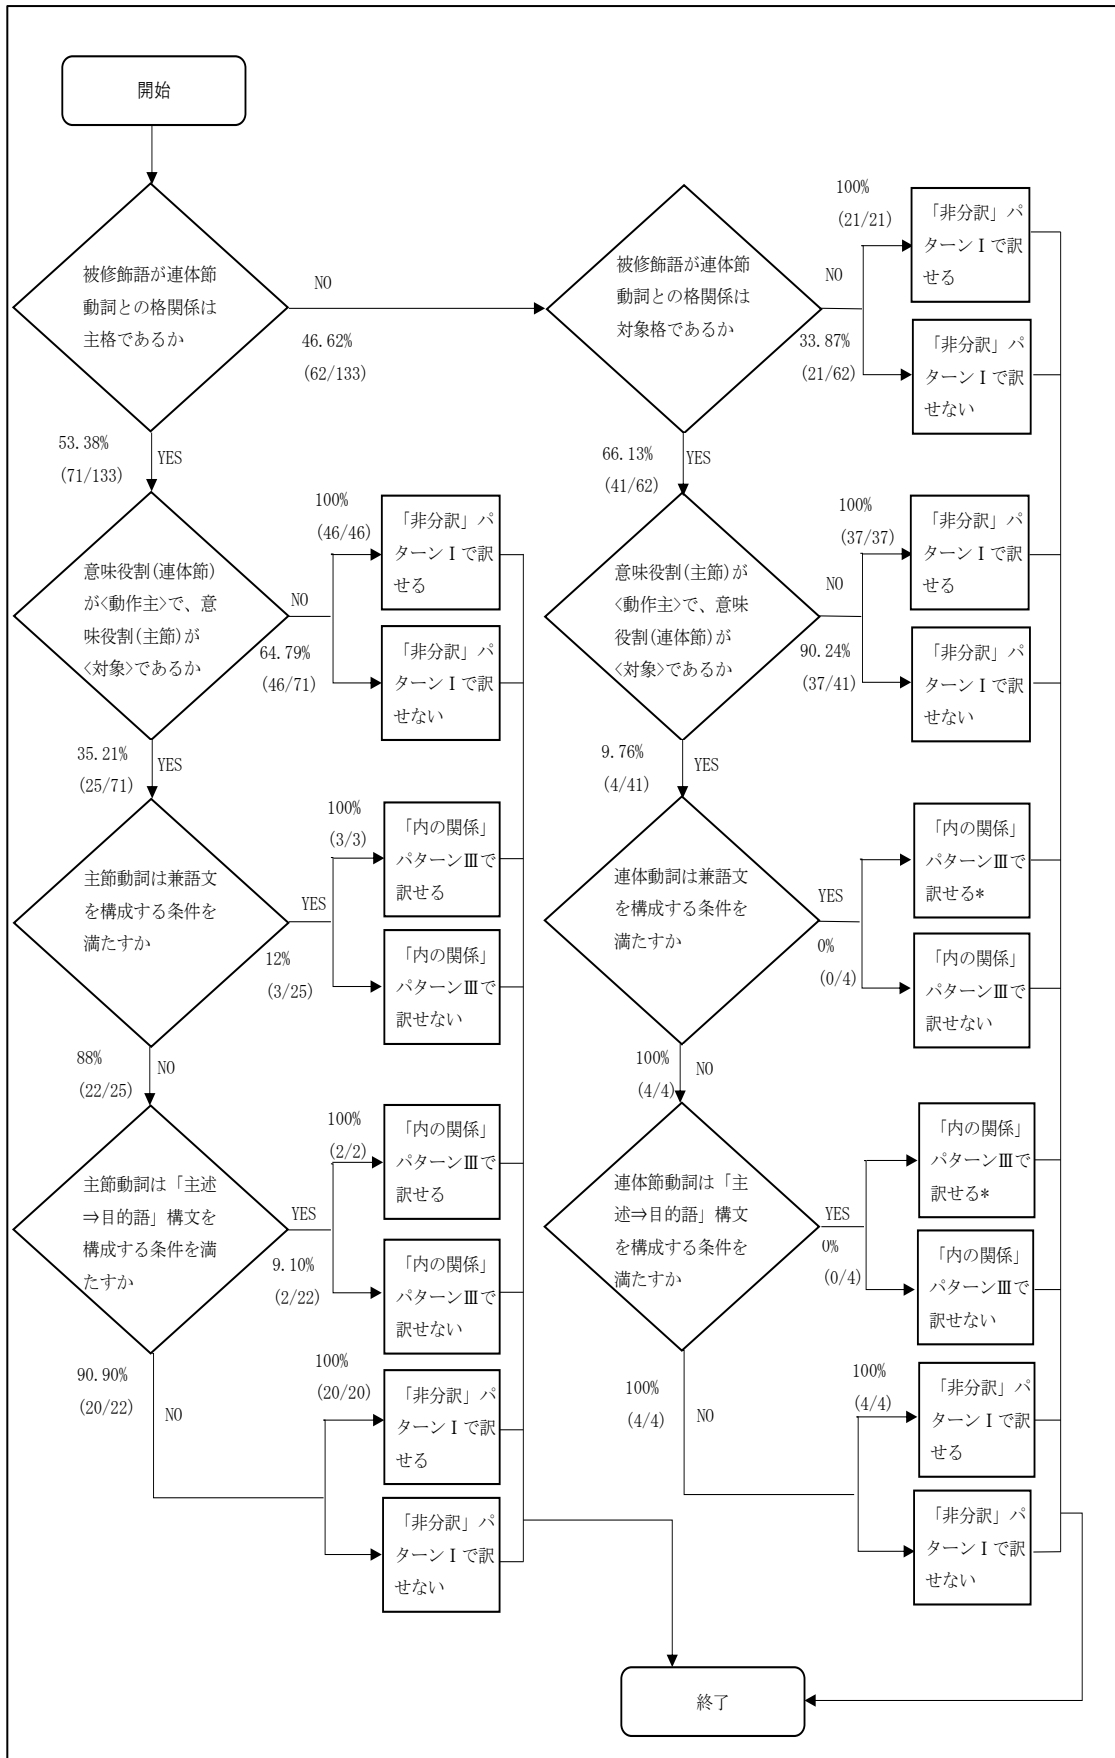 開始
被修飾語が連体節
動詞との格関係は
主格であるか
NO
46.62%
(62/133)
53.38%
(71/133)
YES
意味役割(連体節)
が<動作主>で、意
味役割(主節)が
<対象>であるか
NO
64.79%
(46/71)
100%
(46/46)
「非分訳」パ
ターンⅠで訳
せる
「非分訳」パ
ターンⅠで訳
せない
35.21%
(25/71)
YES
主節動詞は兼語文
を構成する条件を
満たすか
YES
12%
(3/25)
100%
(3/3)
「内の関係」
パターンⅢで
訳せる
「内の関係」
パターンⅢで
訳せない
88%
(22/25)
NO
主節動詞は「主述
⇒目的語」構文を
構成する条件を満
たすか
YES
9.10%
(2/22)
100%
(2/2)
「内の関係」
パターンⅢで
訳せる
「内の関係」
パターンⅢで
訳せない
90.90%
(20/22)
NO
100%
(20/20)
「非分訳」パ
ターンⅠで訳
せる
「非分訳」パ
ターンⅠで訳
せない
被修飾語が連体節
動詞との格関係は
対象格であるか
NO
33.87%
(21/62)
100%
(21/21)
「非分訳」パ
ターンⅠで訳
せる
「非分訳」パ
ターンⅠで訳
せない
66.13%
(41/62)
YES
意味役割(主節)が
<動作主>で、意味
役割(連体節)が
<対象>であるか
NO
90.24%
(37/41)
100%
(37/37)
「非分訳」パ
ターンⅠで訳
せる
「非分訳」パ
ターンⅠで訳
せない
9.76%
(4/41)
YES
連体動詞は兼語文
を構成する条件を
満たすか
YES
0%
(0/4)
「内の関係」
パターンⅢで
訳せる*
「内の関係」
パターンⅢで
訳せない
100%
(4/4)
NO
連体節動詞は「主
述⇒目的語」構文
を構成する条件を
満たすか
YES
0%
(0/4)
「内の関係」
パターンⅢで
訳せる*
「内の関係」
パターンⅢで
訳せない
100%
(4/4)
NO
100%
(4/4)
「非分訳」パ
ターンⅠで訳
せる
「非分訳」パ
ターンⅠで訳
せない
終了